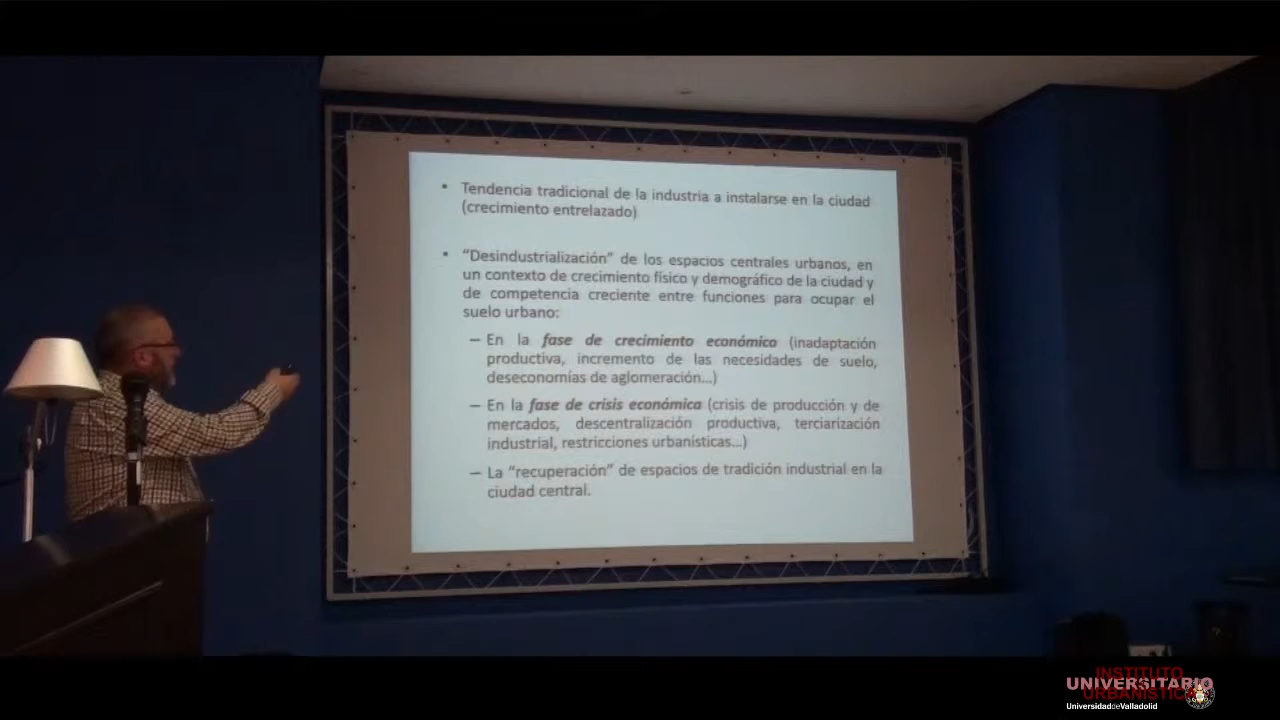 • Tendencia tradicional de la industria a instalarse en la ciudad
(crecimiento entrelazado)
• "Desindustrialización" de los espacios centrales urbanos, en
un contexto de crecimiento físico y demográfico de la ciudad y
de competencia creciente entre funciones para ocupar el
suelo urbano:
– En la fase de crecimiento económico (inadaptación
productiva, incremento de las necesidades de suelo,
deseconomías de aglomeración...)
– En la fase de crisis económica (crisis de producción y de
mercados, descentralización productiva, terciarización
industrial, restricciones urbanísticas...)
– La "recuperación" de espacios de tradición industrial en la
ciudad central.
INSTITUTO
UNIVERSITARIO
URBANÍSTICA
UniversidaddeValladolid